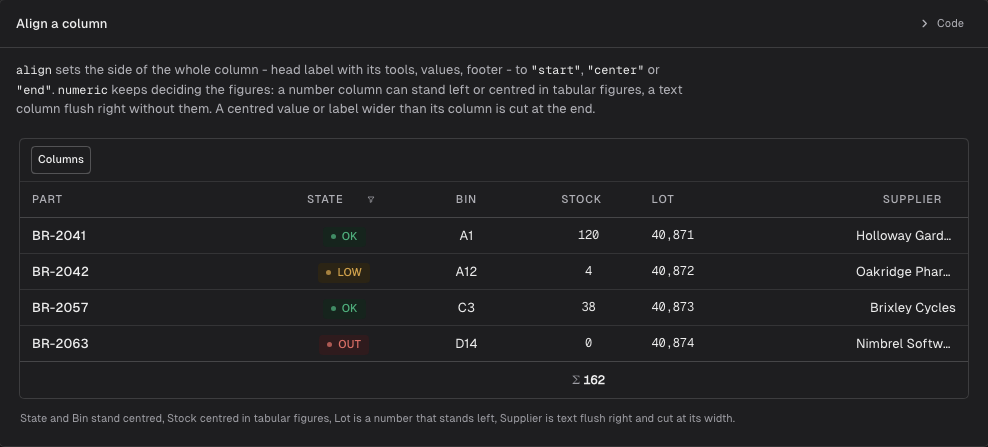 Align a column
Code
align sets the side of the whole column - head label with its tools, values, footer - to "start", "center" or
"end". numeric keeps deciding the figures: a number column can stand left or centred in tabular figures, a text
column flush right without them. A centred value or label wider than its column is cut at the end.
Columns
PART STATE BIN STOCK LOT SUPPLIER
BR-2041 OK A1 120 40,871 Holloway Gard…
BR-2042 LOW A12 4 40,872 Oakridge Phar…
BR-2057 OK C3 38 40,873 Brixley Cycles
BR-2063 OUT D14 0 40,874 Nimbrel Softw…
Σ 162
State and Bin stand centred, Stock centred in tabular figures, Lot is a number that stands left, Supplier is text flush right and cut at its width.